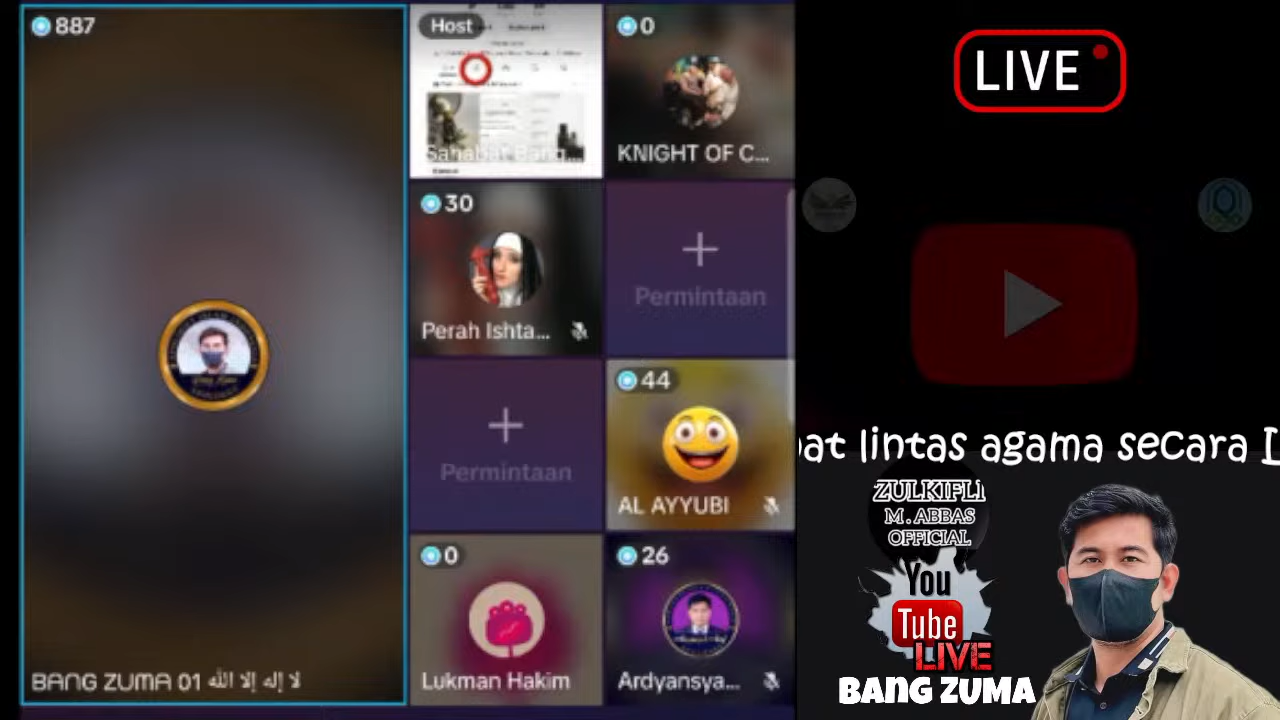 887
Host
0
Sahabat Bang...
KNIGHT OF C...
30
Permintaan
Perah Ishta...
Permintaan
44
AL AYYUBI
0
26
BANG ZUMA 01 لا إله إلا الله
Lukman Hakim
Ardyansya...
LIVE
at lintas agama secara
ZULKIFLI
M. ABBAS
OFFICIAL
You
Tube
LIVE
BANG ZUMA